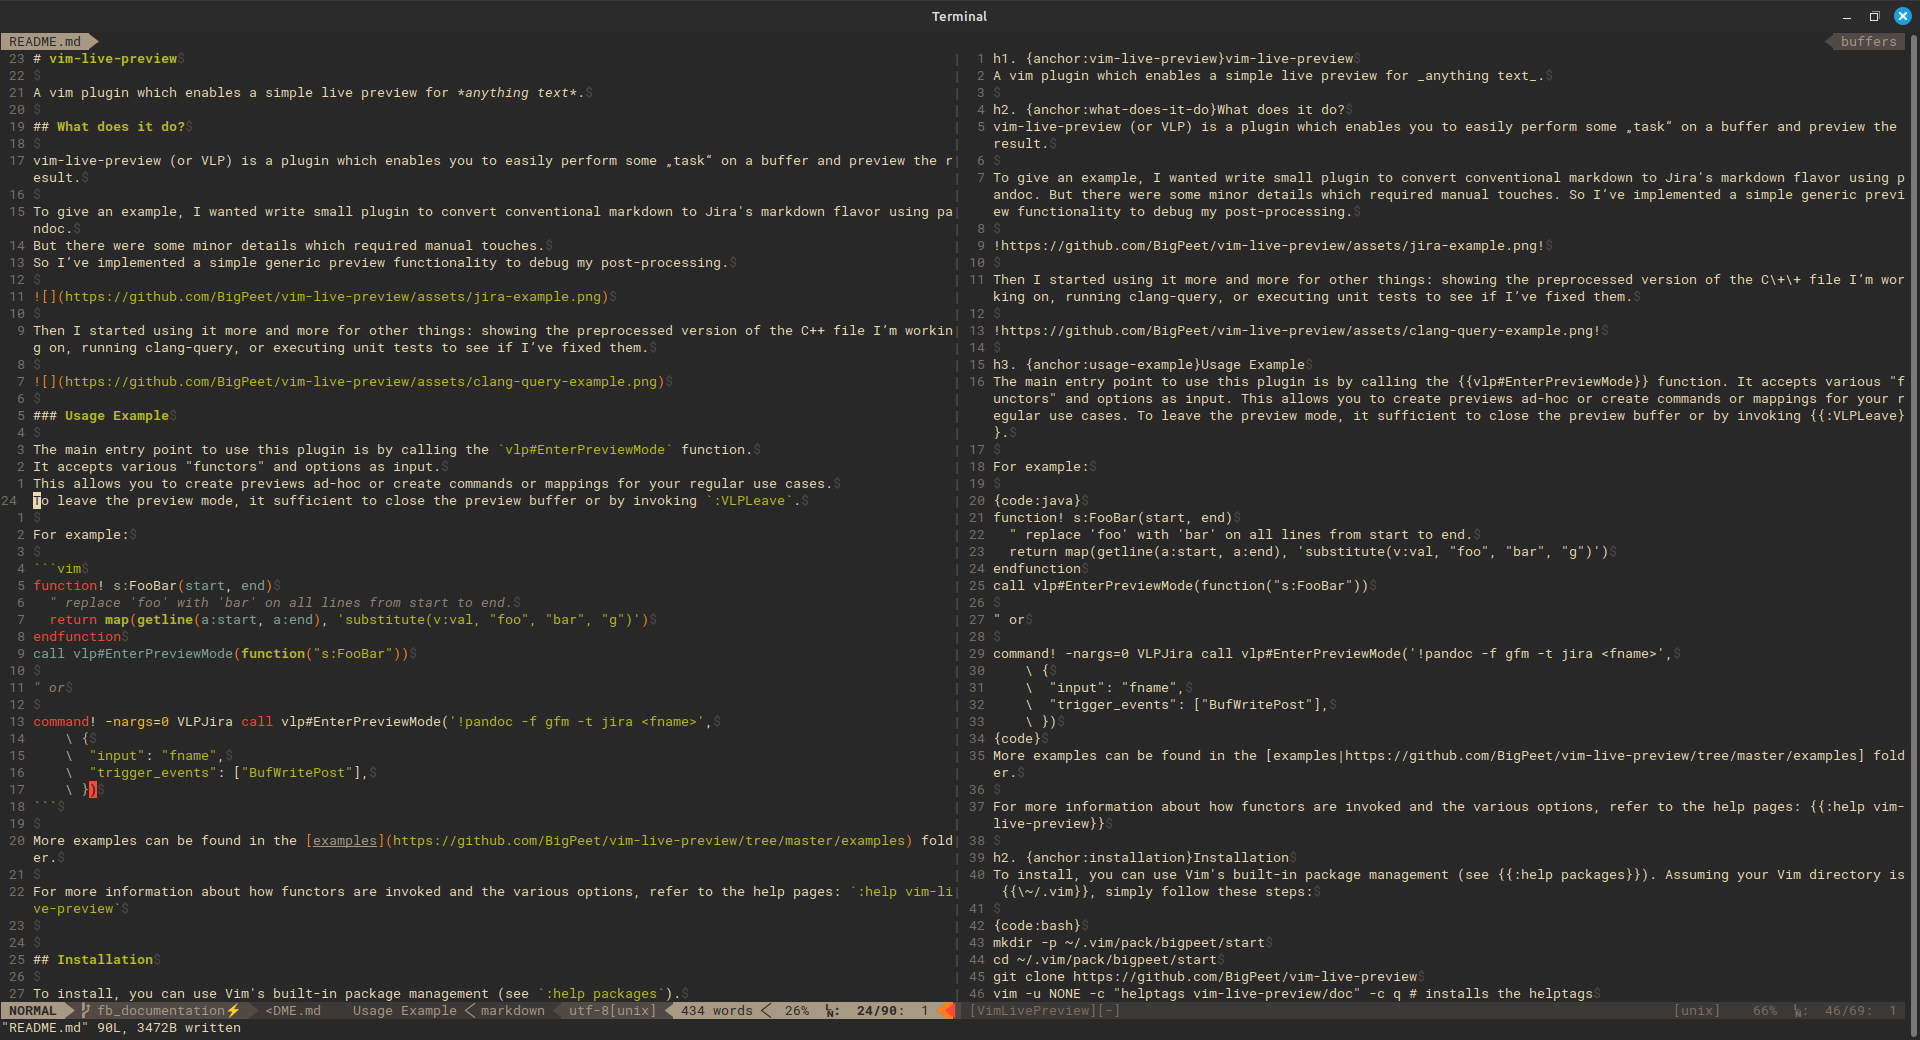 Terminal
README.md
buffers
23 # vim-live-preview$
22 $
21 A vim plugin which enables a simple live preview for *anything text*.$
20 $
19 ## What does it do?$
18 $
17 vim-live-preview (or VLP) is a plugin which enables you to easily perform some „task“ on a buffer and preview the r
esult.$
16 $
15 To give an example, I wanted write small plugin to convert conventional markdown to Jira's markdown flavor using pa
ndoc.$
14 But there were some minor details which required manual touches.$
13 So I‘ve implemented a simple generic preview functionality to debug my post-processing.$
12 $
11 ![](https://github.com/BigPeet/vim-live-preview/assets/jira-example.png)$
10 $
9 Then I started using it more and more for other things: showing the preprocessed version of the C++ file I’m workin
g on, running clang-query, or executing unit tests to see if I’ve fixed them.$
8 $
7 ![](https://github.com/BigPeet/vim-live-preview/assets/clang-query-example.png)$
6 $
5 ### Usage Example$
4 $
3 The main entry point to use this plugin is by calling the `vlp#EnterPreviewMode` function.$
2 It accepts various "functors" and options as input.$
1 This allows you to create previews ad-hoc or create commands or mappings for your regular use cases.$
24 To leave the preview mode, it sufficient to close the preview buffer or by invoking `:VLPLeave`.$
1 $
2 For example:$
3 $
4 ```vim$
5 function! s:FooBar(start, end)$
6   " replace 'foo' with 'bar' on all lines from start to end.$
7   return map(getline(a:start, a:end), 'substitute(v:val, "foo", "bar", "g")')$
8 endfunction$
9 call vlp#EnterPreviewMode(function("s:FooBar"))$
10 $
11 " or$
12 $
13 command! -nargs=0 VLPJira call vlp#EnterPreviewMode('!pandoc -f gfm -t jira <fname>',$
14     \ {$
15     \  "input": "fname",$
16     \  "trigger_events": ["BufWritePost"],$
17     \ })$
18 ```$
19 $
20 More examples can be found in the [examples](https://github.com/BigPeet/vim-live-preview/tree/master/examples) fold
er.$
21 $
22 For more information about how functors are invoked and the various options, refer to the help pages: `:help vim-li
ve-preview`$
23 $
24 $
25 ## Installation$
26 $
27 To install, you can use Vim's built-in package management (see `:help packages`).$
1 h1. {anchor:vim-live-preview}vim-live-preview$
2 A vim plugin which enables a simple live preview for _anything text_.$
3 $
4 h2. {anchor:what-does-it-do}What does it do?$
5 vim-live-preview (or VLP) is a plugin which enables you to easily perform some „task“ on a buffer and preview the
result.$
6 $
7 To give an example, I wanted write small plugin to convert conventional markdown to Jira's markdown flavor using p
andoc. But there were some minor details which required manual touches. So I‘ve implemented a simple generic previ
ew functionality to debug my post-processing.$
8 $
9 !https://github.com/BigPeet/vim-live-preview/assets/jira-example.png!$
10 $
11 Then I started using it more and more for other things: showing the preprocessed version of the C\+\+ file I’m wor
king on, running clang-query, or executing unit tests to see if I’ve fixed them.$
12 $
13 !https://github.com/BigPeet/vim-live-preview/assets/clang-query-example.png!$
14 $
15 h3. {anchor:usage-example}Usage Example$
16 The main entry point to use this plugin is by calling the {{vlp#EnterPreviewMode}} function. It accepts various "f
unctors" and options as input. This allows you to create previews ad-hoc or create commands or mappings for your r
egular use cases. To leave the preview mode, it sufficient to close the preview buffer or by invoking {{:VLPLeave}
}.$
17 $
18 For example:$
19 $
20 {code:java}$
21 function! s:FooBar(start, end)$
22   " replace 'foo' with 'bar' on all lines from start to end.$
23   return map(getline(a:start, a:end), 'substitute(v:val, "foo", "bar", "g")')$
24 endfunction$
25 call vlp#EnterPreviewMode(function("s:FooBar"))$
26 $
27 " or$
28 $
29 command! -nargs=0 VLPJira call vlp#EnterPreviewMode('!pandoc -f gfm -t jira <fname>',$
30     \ {$
31     \  "input": "fname",$
32     \  "trigger_events": ["BufWritePost"],$
33     \ })$
34 {code}$
35 More examples can be found in the [examples|https://github.com/BigPeet/vim-live-preview/tree/master/examples] fold
er.$
36 $
37 For more information about how functors are invoked and the various options, refer to the help pages: {{:help vim-
live-preview}}$
38 $
39 h2. {anchor:installation}Installation$
40 To install, you can use Vim's built-in package management (see {{:help packages}}). Assuming your Vim directory is
{{\~/.vim}}, simply follow these steps:$
41 $
42 {code:bash}$
43 mkdir -p ~/.vim/pack/bigpeet/start$
44 cd ~/.vim/pack/bigpeet/start$
45 git clone https://github.com/BigPeet/vim-live-preview$
46 vim -u NONE -c "helptags vim-live-preview/doc" -c q # installs the helptags$
NORMAL fb_documentation⚡ <DME.md Usage Example < markdown utf-8[unix] 434 words < 26% ㏑: 24/90: 1
[VimLivePreview][-] [unix] 66% ㏑: 46/69: 1
"README.md" 90L, 3472B written